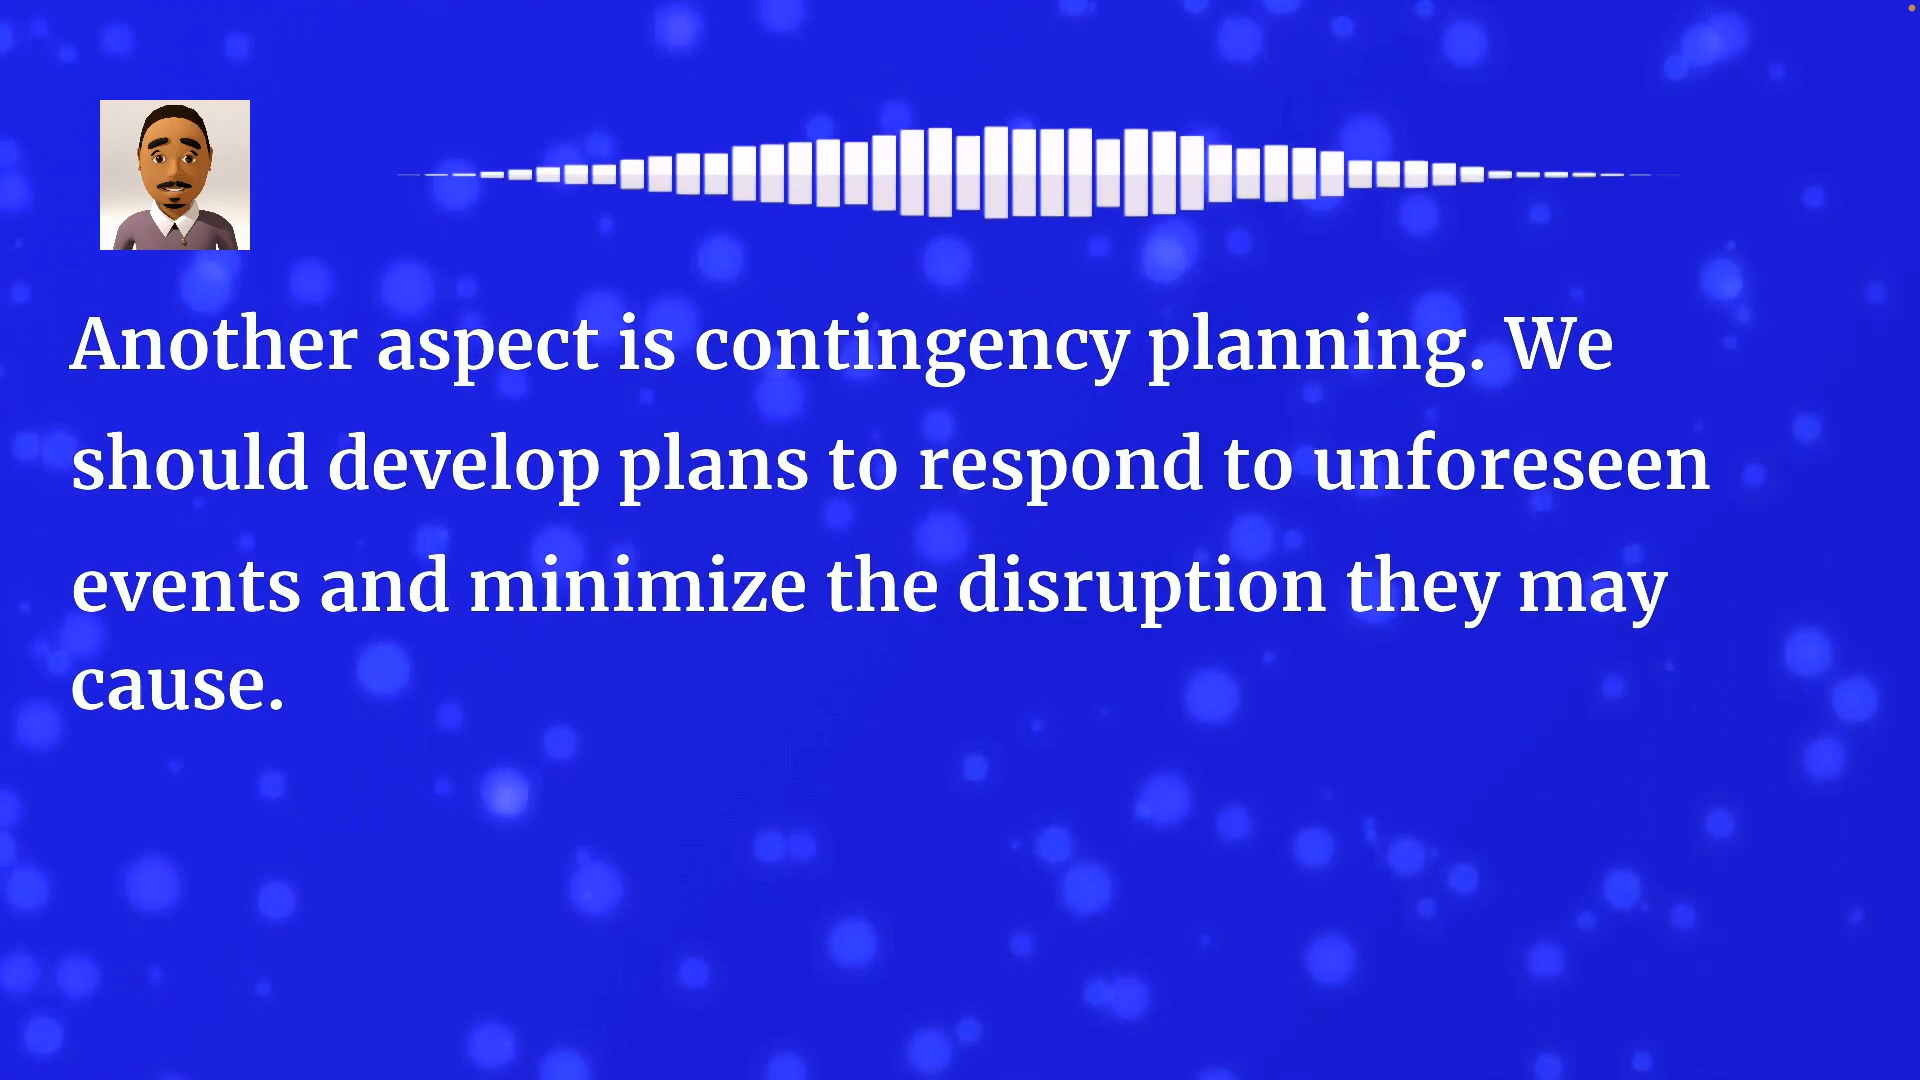 Another aspect is contingency planning. We
should develop plans to respond to unforeseen
events and minimize the disruption they may
cause.